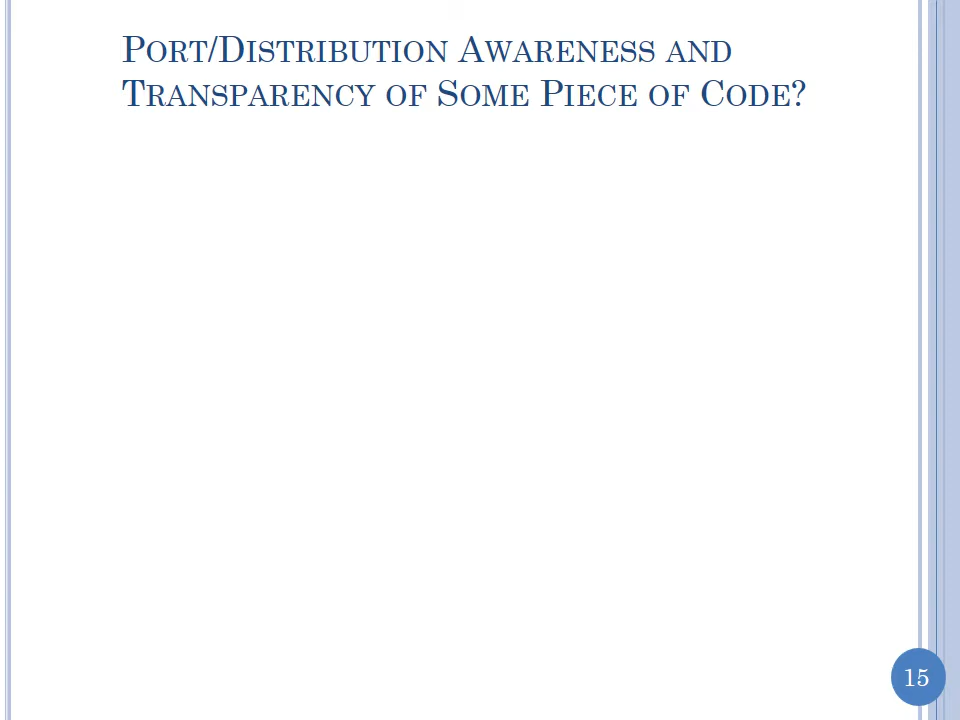 PORT/DISTRIBUTION AWARENESS AND
TRANSPARENCY OF SOME PIECE OF CODE?
15